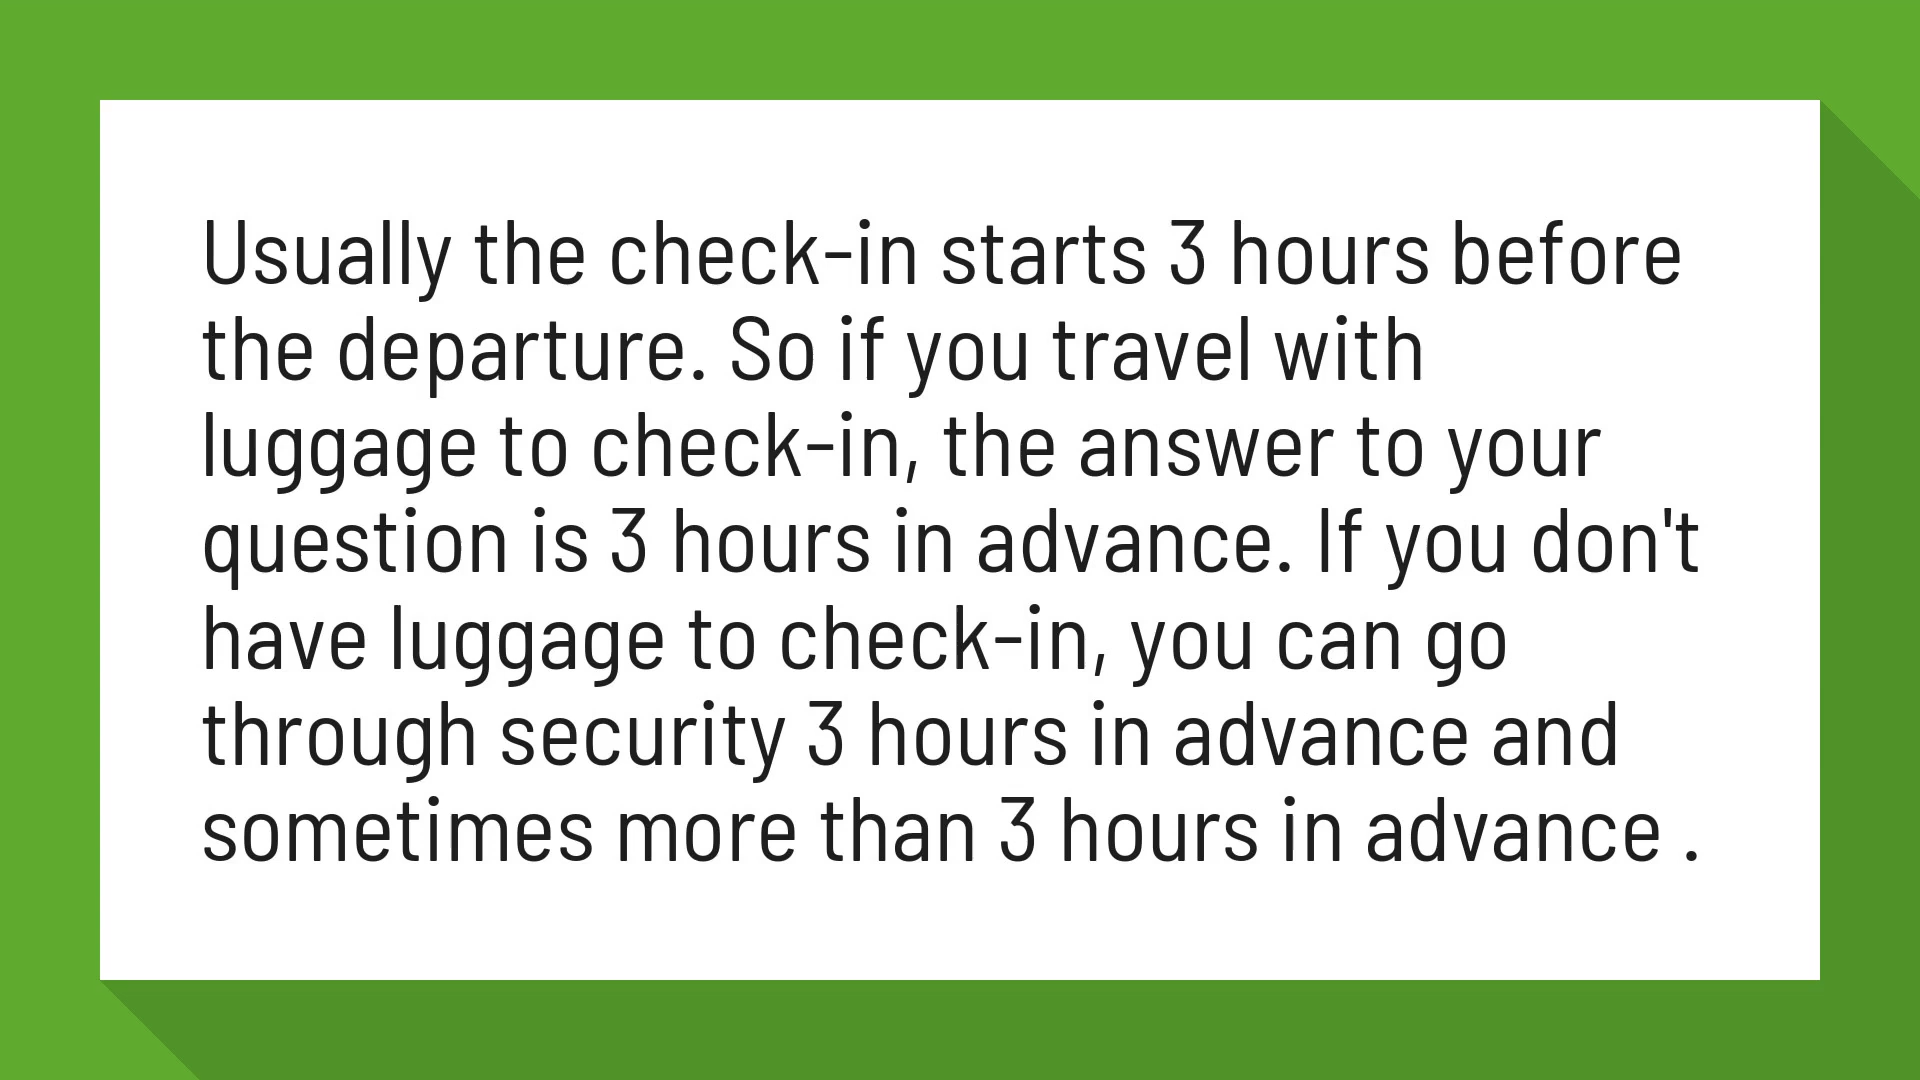 Usually the check-in starts 3 hours before
the departure. So if you travel with
luggage to check-in, the answer to your
question is 3 hours in advance. If you don't
have luggage to check-in, you can go
through security 3 hours in advance and
sometimes more than 3 hours in advance .